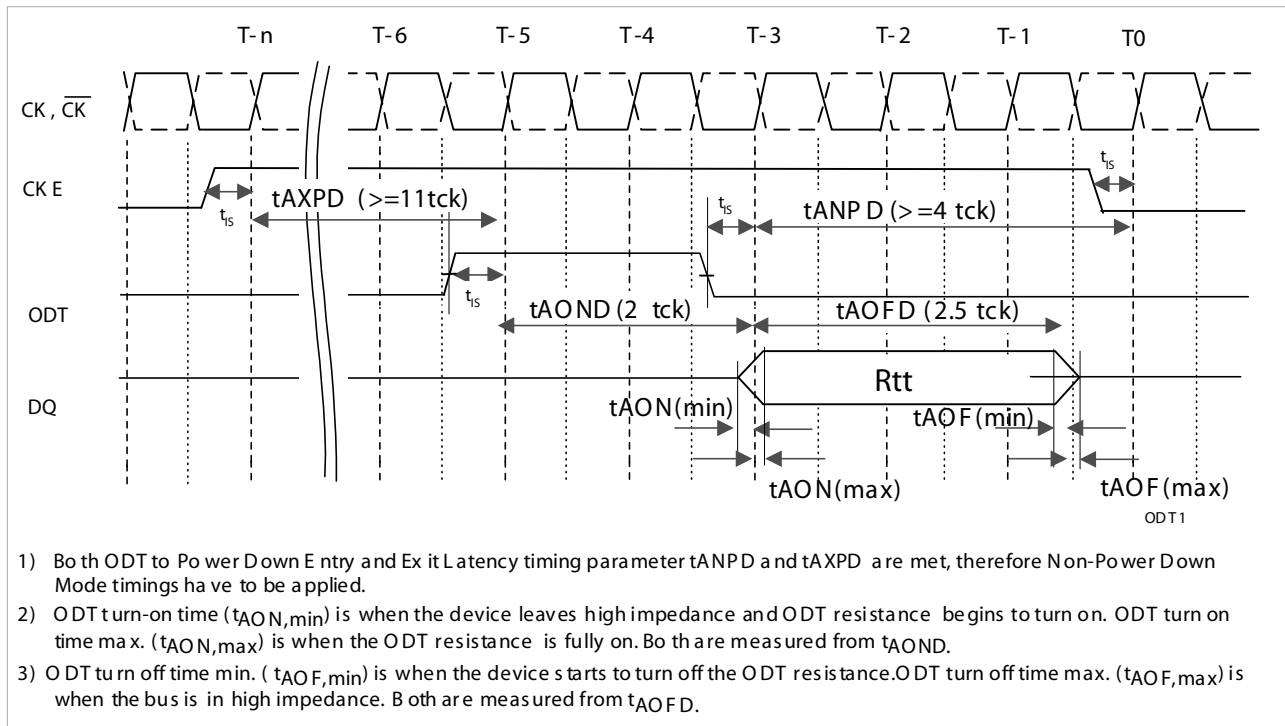 T-n T-6 T-5 T-4 T-3 T-2 T-1 T0
CK , CK
CKE
tIS
tIS
tAXPD (>=11tck)
tIS
tANPD (>=4 tck)
tIS
ODT
tAOND (2 tck)
tAOFD (2.5 tck)
Rtt
DQ
tAON(min)
tAOF(min)
tAON(max)
tAOF(max)
ODT1
1) Both ODT to Power Down Entry and Exit Latency timing parameter tANPD and tAXPD are met, therefore Non-Power Down
Mode timings have to be applied.
2) ODT turn-on time (tAON,min) is when the device leaves high impedance and ODT resistance begins to turn on. ODT turn on
time max. (tAON,max) is when the ODT resistance is fully on. Both are measured from tAOND.
3) ODT turn off time min. ( tAOF,min) is when the device starts to turn off the ODT resistance.ODT turn off time max. (tAOF,max) is
when the bus is in high impedance. Both are measured from tAOFD.